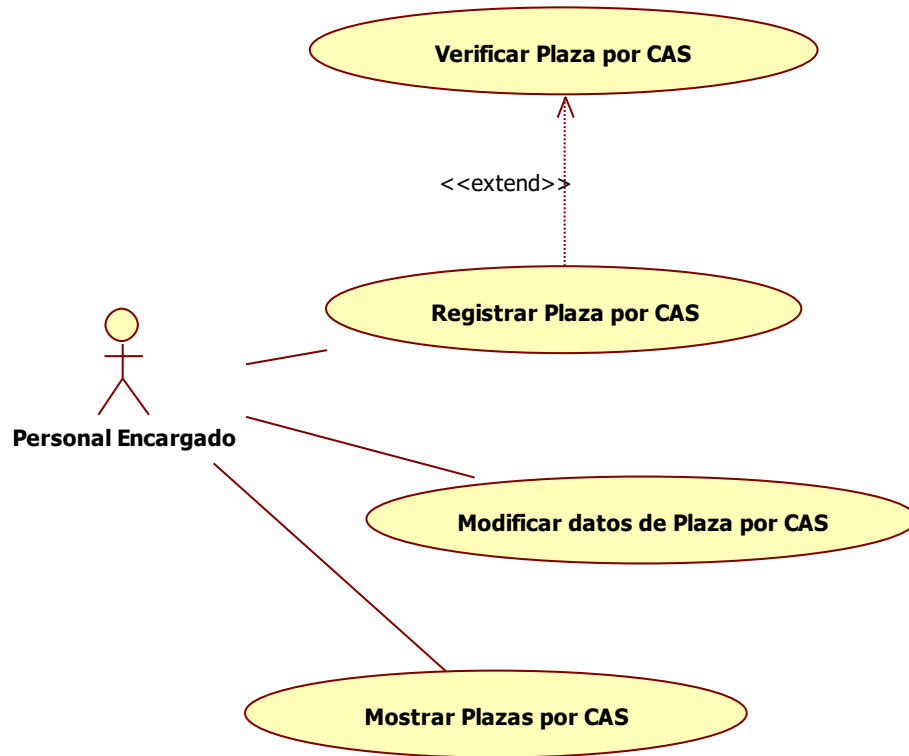 Verificar Plaza por CAS
<<extend>>
Registrar Plaza por CAS
Personal Encargado
Modificar datos de Plaza por CAS
Mostrar Plazas por CAS